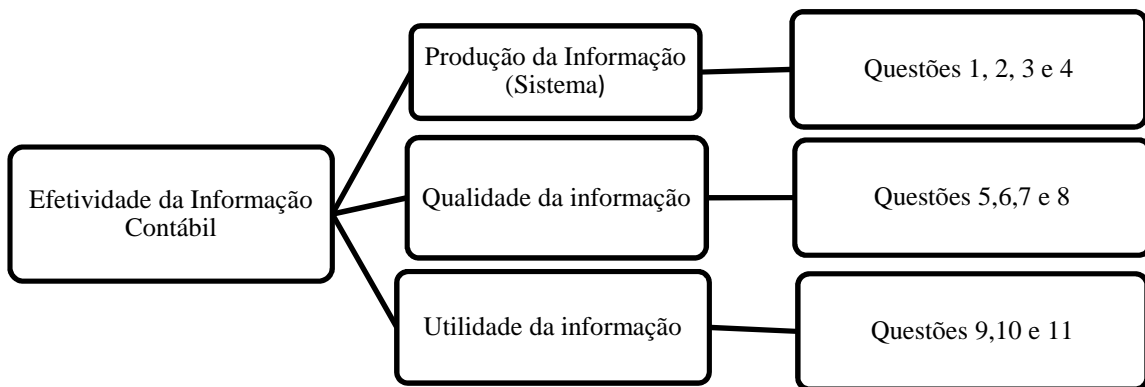 Produção da Informação
(Sistema)
Questões 1, 2, 3 e 4
Efetividade da Informação
Contábil
Qualidade da informação
Questões 5,6,7 e 8
Utilidade da informação
Questões 9,10 e 11